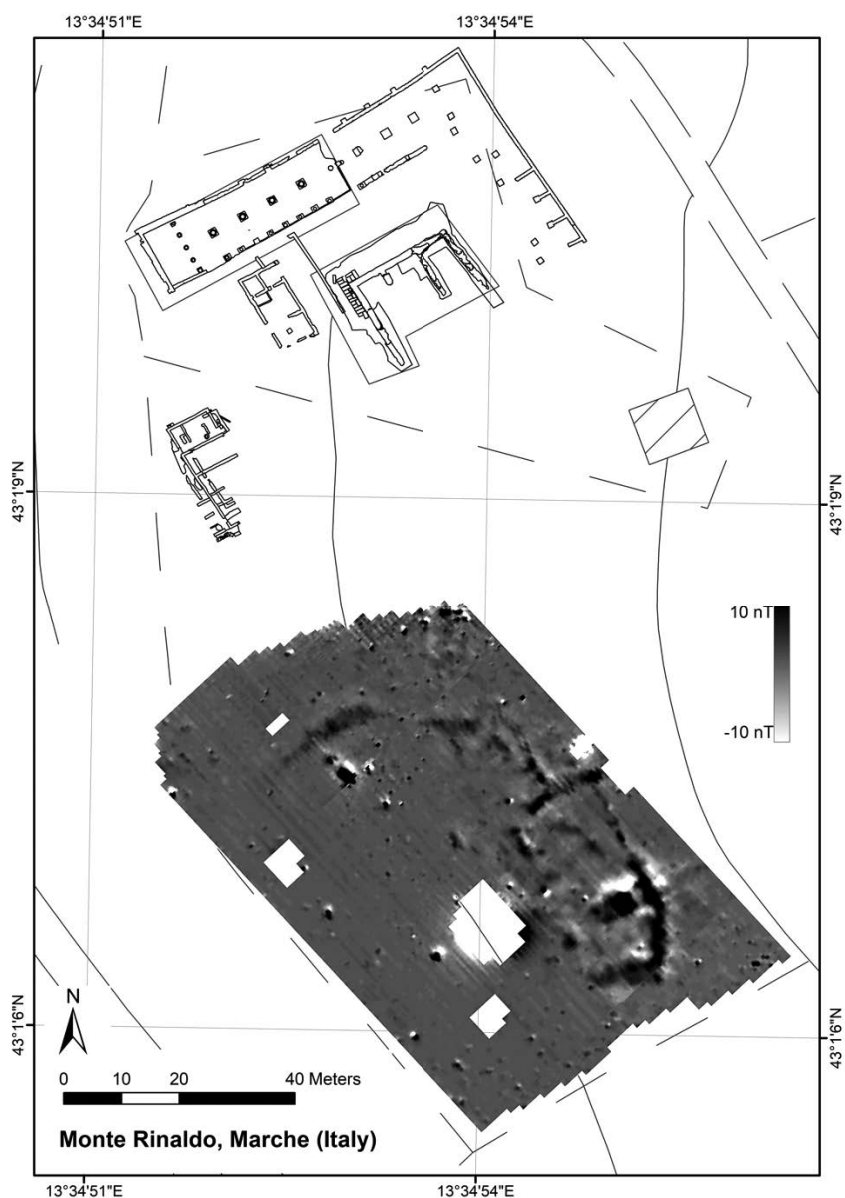 13°34'51"E 13°34'54"E
43°1'9"N 43°1'9"N
10 nT
-10 nT
43°1'6"N 43°1'6"N
N
0 10 20 40 Meters
Monte Rinaldo, Marche (Italy)
13°34'51"E 13°34'54"E